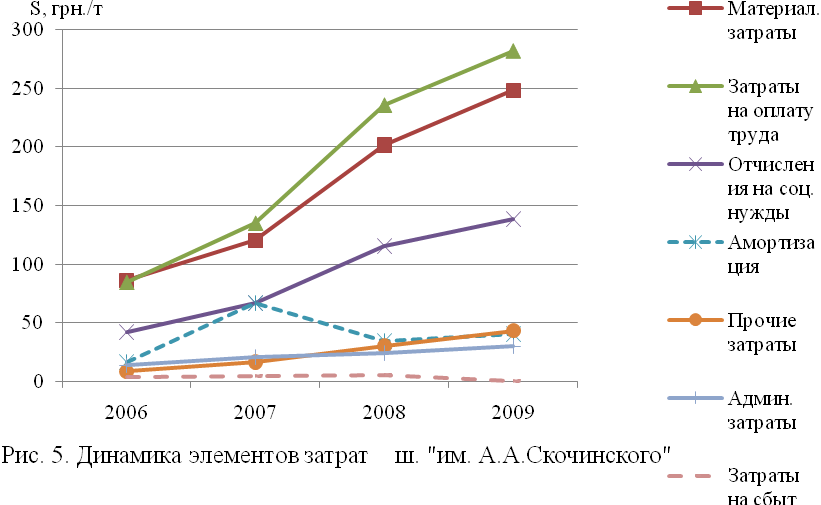 S, грн./т
300
250
200
150
100
50
0
2006 2007 2008 2009
Материал.
затраты
Затраты
на оплату
труда
Отчислен
ия на соц.
нужды
Амортиза
ция
Прочие
затраты
Админ.
затраты
Затраты
на сбыт
Рис. 5. Динамика элементов затрат ш. "им. А.А.Скочинского"